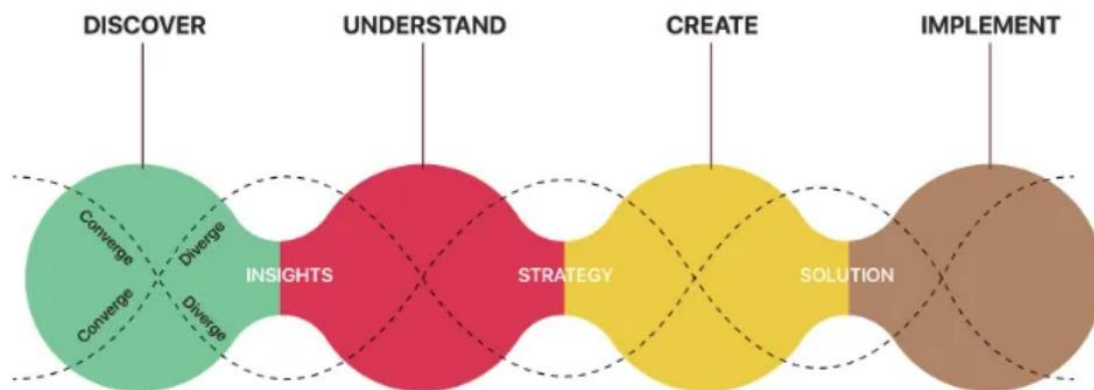 DISCOVER
UNDERSTAND
CREATE
IMPLEMENT
Converge
Diverge
INSIGHTS
STRATEGY
SOLUTION
Converge
Diverge